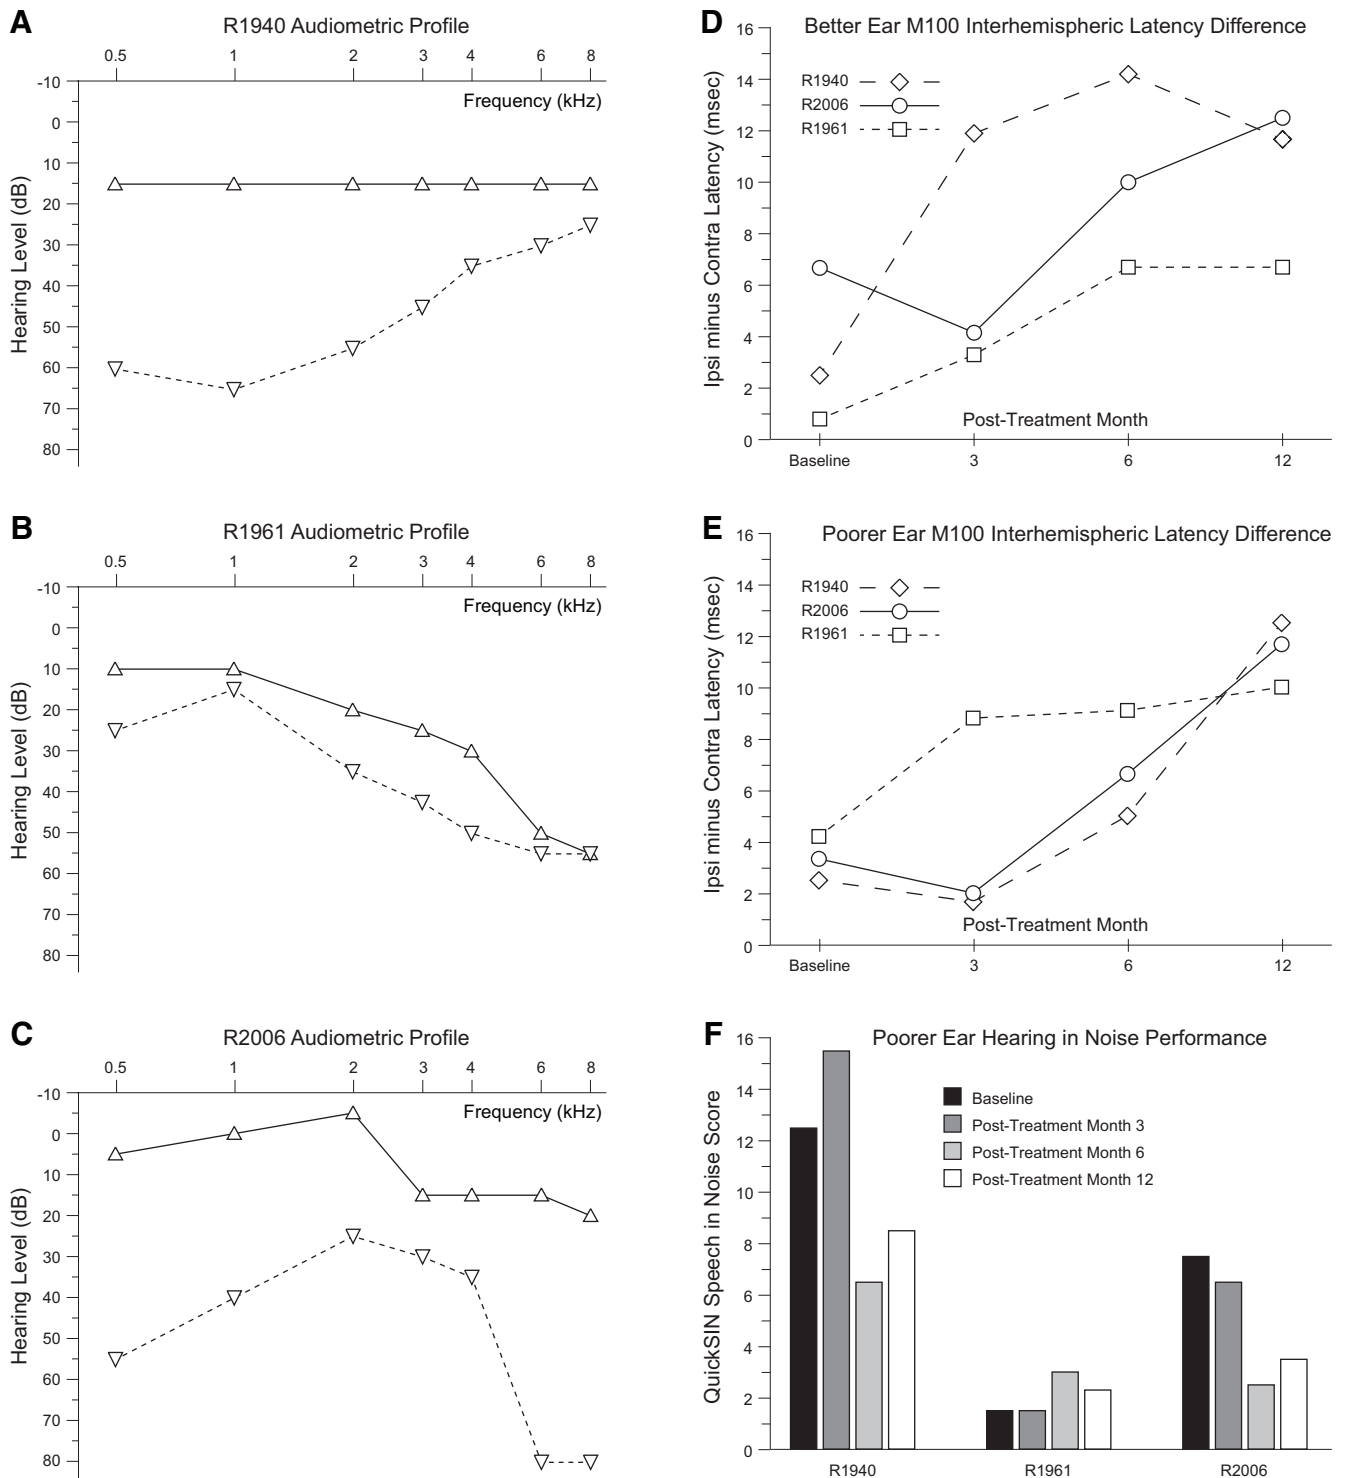 A
R1940 Audiometric Profile
0.5 1 2 3 4 6 8
Frequency (kHz)
-10
0
10
20
30
40
50
60
70
80
Hearing Level (dB)
B
R1961 Audiometric Profile
0.5 1 2 3 4 6 8
Frequency (kHz)
-10
0
10
20
30
40
50
60
70
80
Hearing Level (dB)
C
R2006 Audiometric Profile
0.5 1 2 3 4 6 8
Frequency (kHz)
-10
0
10
20
30
40
50
60
70
80
Hearing Level (dB)
D
Better Ear M100 Interhemispheric Latency Difference
R1940
R2006
R1961
16
14
12
10
8
6
4
2
0
Ipsi minus Contra Latency (msec)
Post-Treatment Month
Baseline 3 6 12
E
Poorer Ear M100 Interhemispheric Latency Difference
R1940
R2006
R1961
16
14
12
10
8
6
4
2
0
Ipsi minus Contra Latency (msec)
Post-Treatment Month
Baseline 3 6 12
F
Poorer Ear Hearing in Noise Performance
Baseline
Post-Treatment Month 3
Post-Treatment Month 6
Post-Treatment Month 12
16
14
12
10
8
6
4
2
0
QuickSIN Speech in Noise Score
R1940 R1961 R2006